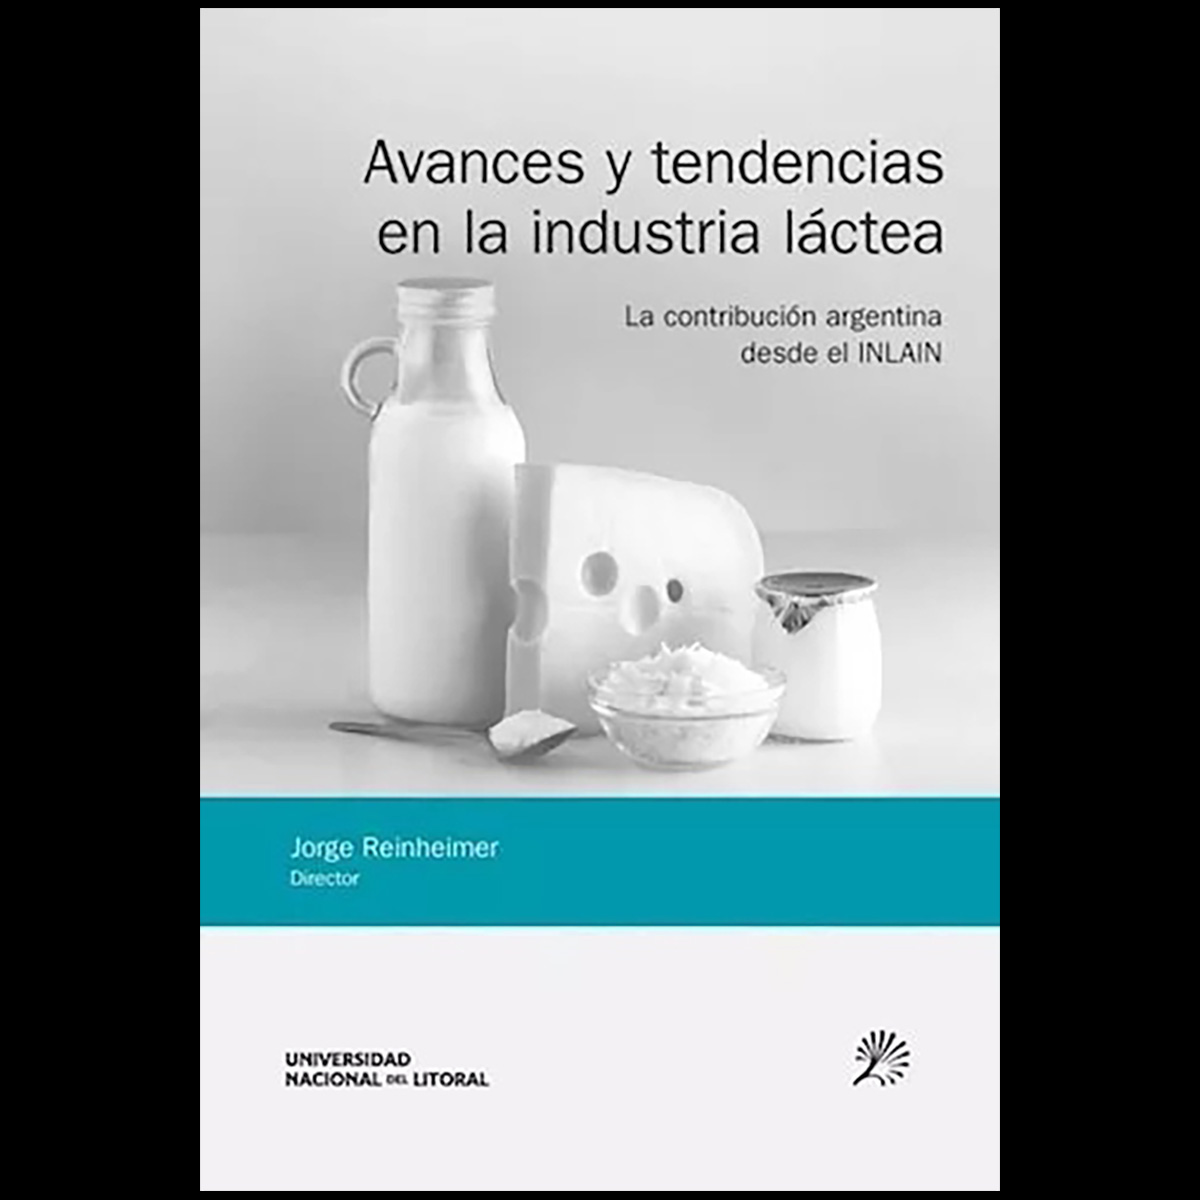 Avances y tendencias
en la industria láctea
La contribución argentina
desde el INLAIN
Jorge Reinheimer
Director
UNIVERSIDAD
NACIONAL DEL LITORAL